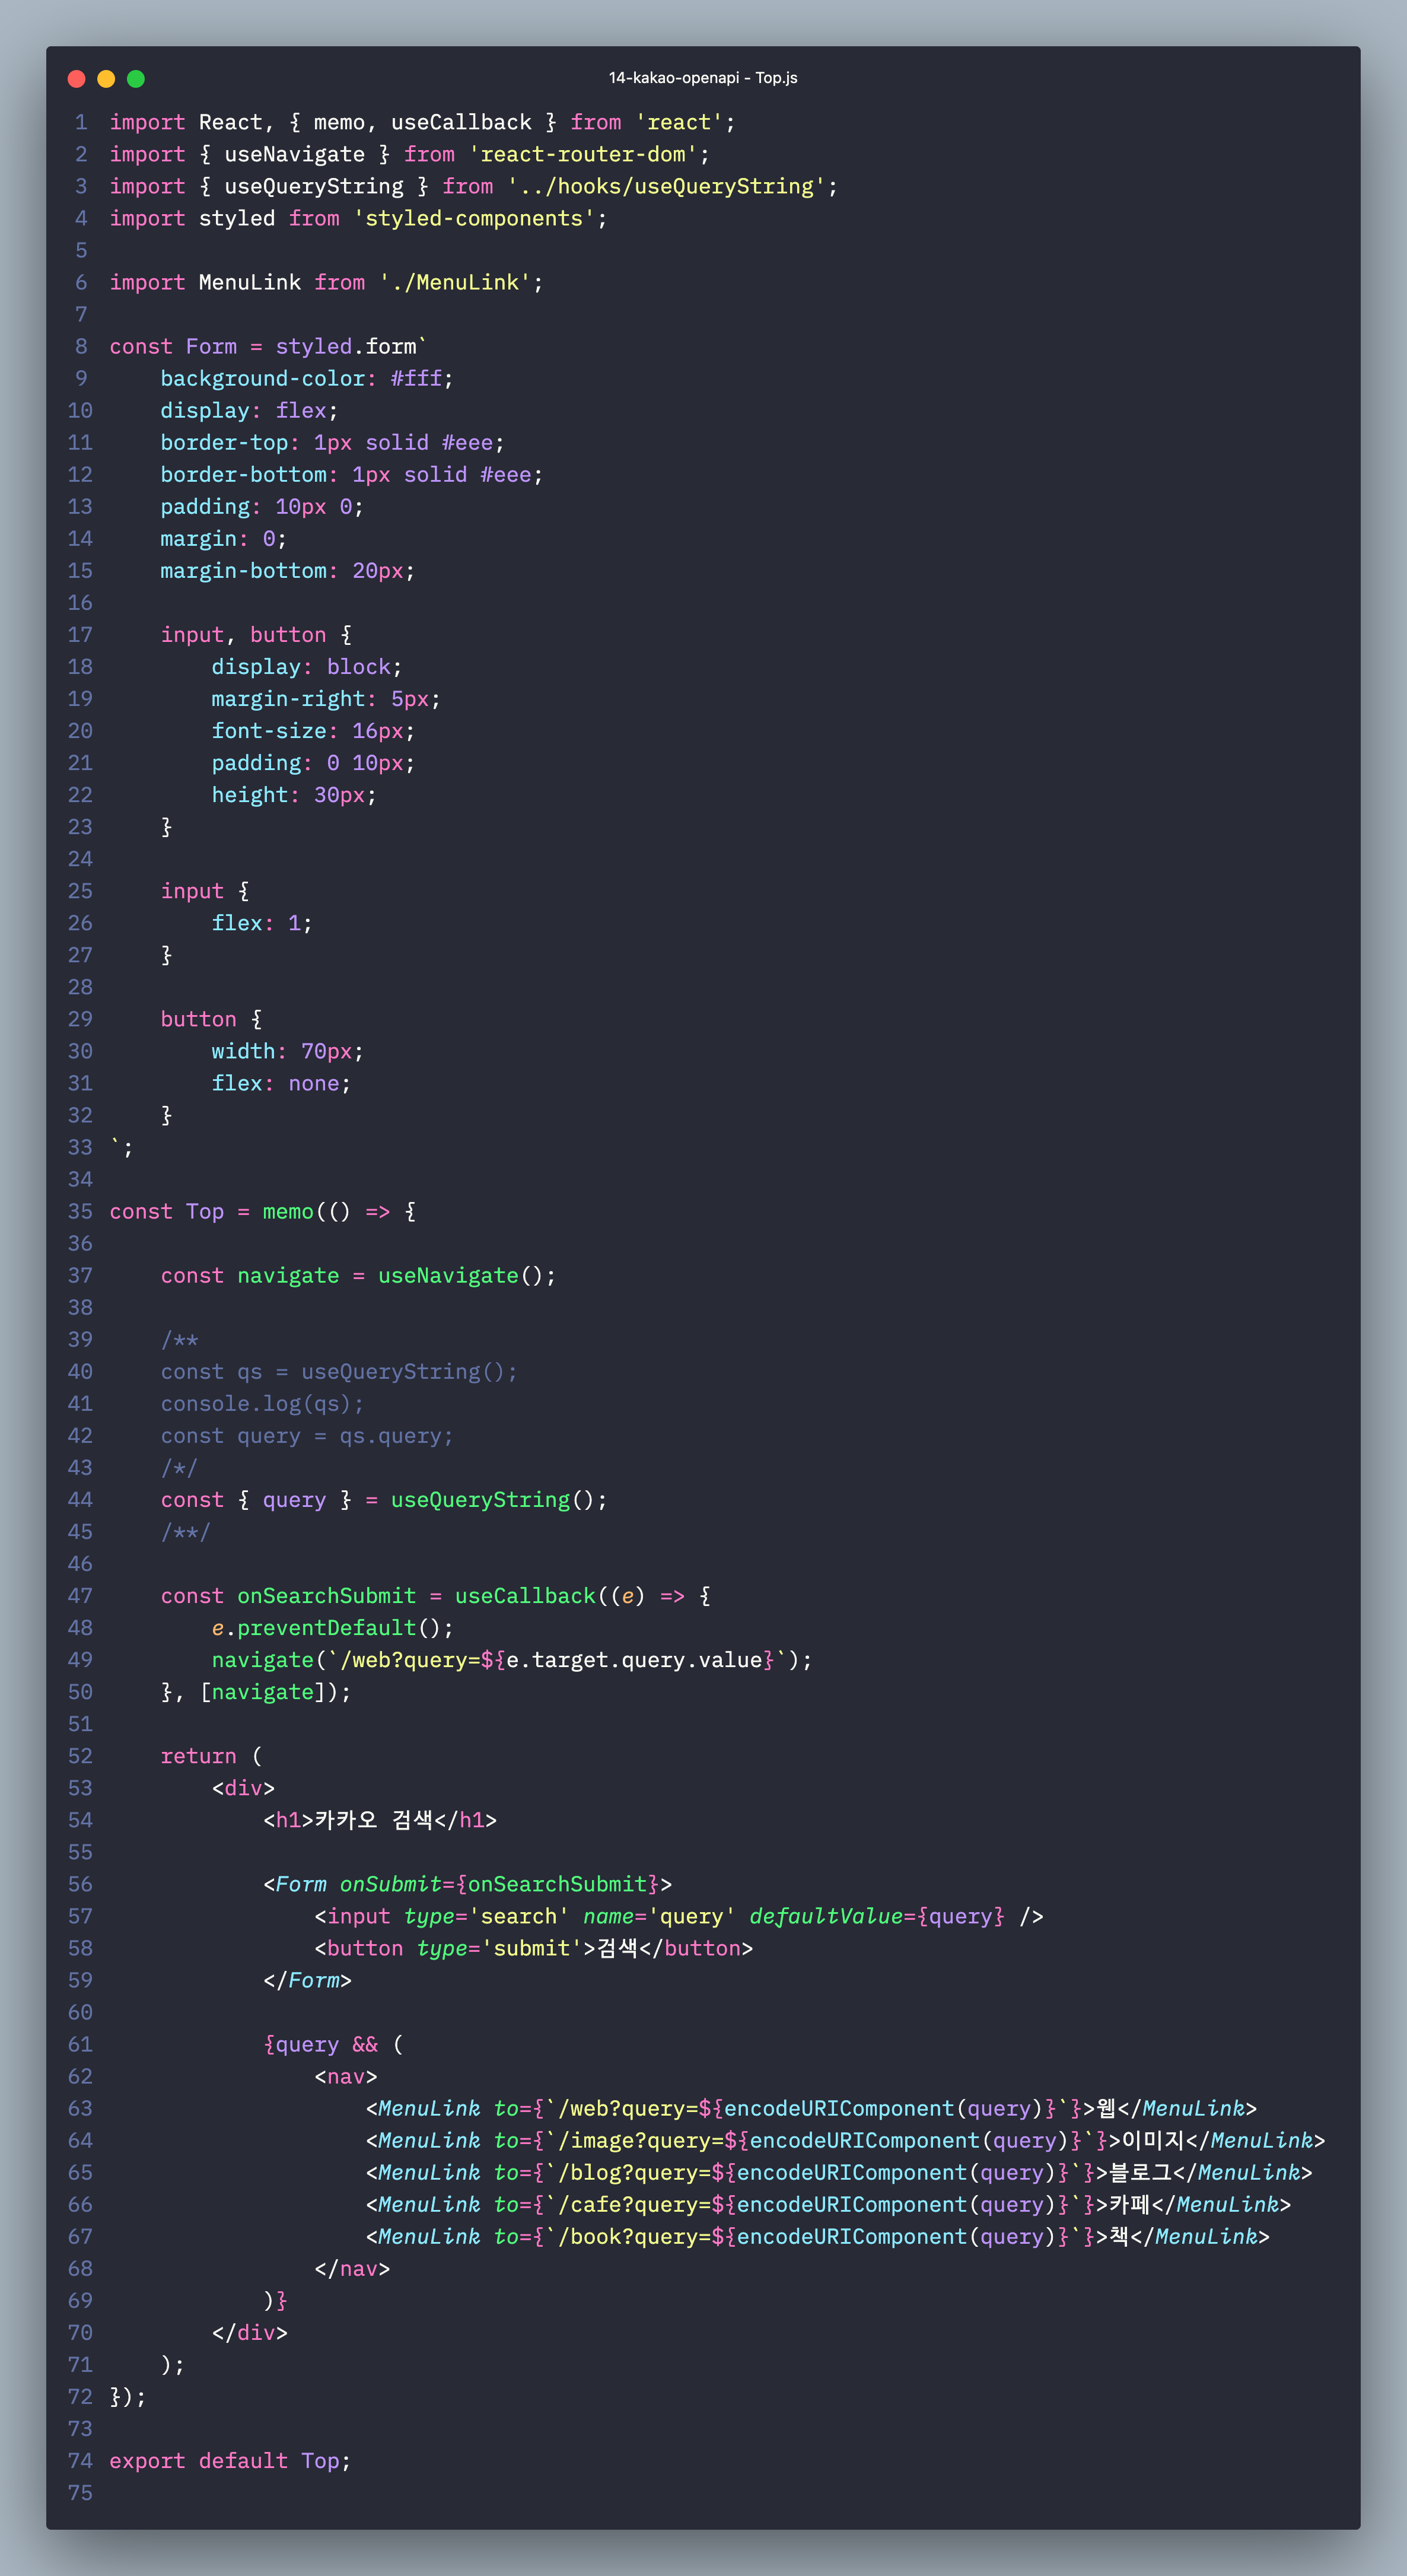 14-kakao-openapi - Top.js
1 import React, { memo, useCallback } from 'react';
2 import { useNavigate } from 'react-router-dom';
3 import { useQueryString } from '../hooks/useQueryString';
4 import styled from 'styled-components';
5
6 import MenuLink from './MenuLink';
7
8 const Form = styled.form`
9     background-color: #fff;
10     display: flex;
11     border-top: 1px solid #eee;
12     border-bottom: 1px solid #eee;
13     padding: 10px 0;
14     margin: 0;
15     margin-bottom: 20px;
16
17     input, button {
18         display: block;
19         margin-right: 5px;
20         font-size: 16px;
21         padding: 0 10px;
22         height: 30px;
23     }
24
25     input {
26         flex: 1;
27     }
28
29     button {
30         width: 70px;
31         flex: none;
32     }
33 `;
34
35 const Top = memo(() => {
36
37     const navigate = useNavigate();
38
39     /**
40     const qs = useQueryString();
41     console.log(qs);
42     const query = qs.query;
43     /*/
44     const { query } = useQueryString();
45     /**/
46
47     const onSearchSubmit = useCallback((e) => {
48         e.preventDefault();
49         navigate(`/web?query=${e.target.query.value}`);
50     }, [navigate]);
51
52     return (
53         <div>
54             <h1>카카오 검색</h1>
55
56             <Form onSubmit={onSearchSubmit}>
57                 <input type='search' name='query' defaultValue={query} />
58                 <button type='submit'>검색</button>
59             </Form>
60
61             {query && (
62                 <nav>
63                     <MenuLink to={`/web?query=${encodeURIComponent(query)}`}>웹</MenuLink>
64                     <MenuLink to={`/image?query=${encodeURIComponent(query)}`}>이미지</MenuLink>
65                     <MenuLink to={`/blog?query=${encodeURIComponent(query)}`}>블로그</MenuLink>
66                     <MenuLink to={`/cafe?query=${encodeURIComponent(query)}`}>카페</MenuLink>
67                     <MenuLink to={`/book?query=${encodeURIComponent(query)}`}>책</MenuLink>
68                 </nav>
69             )}
70         </div>
71     );
72 });
73
74 export default Top;
75